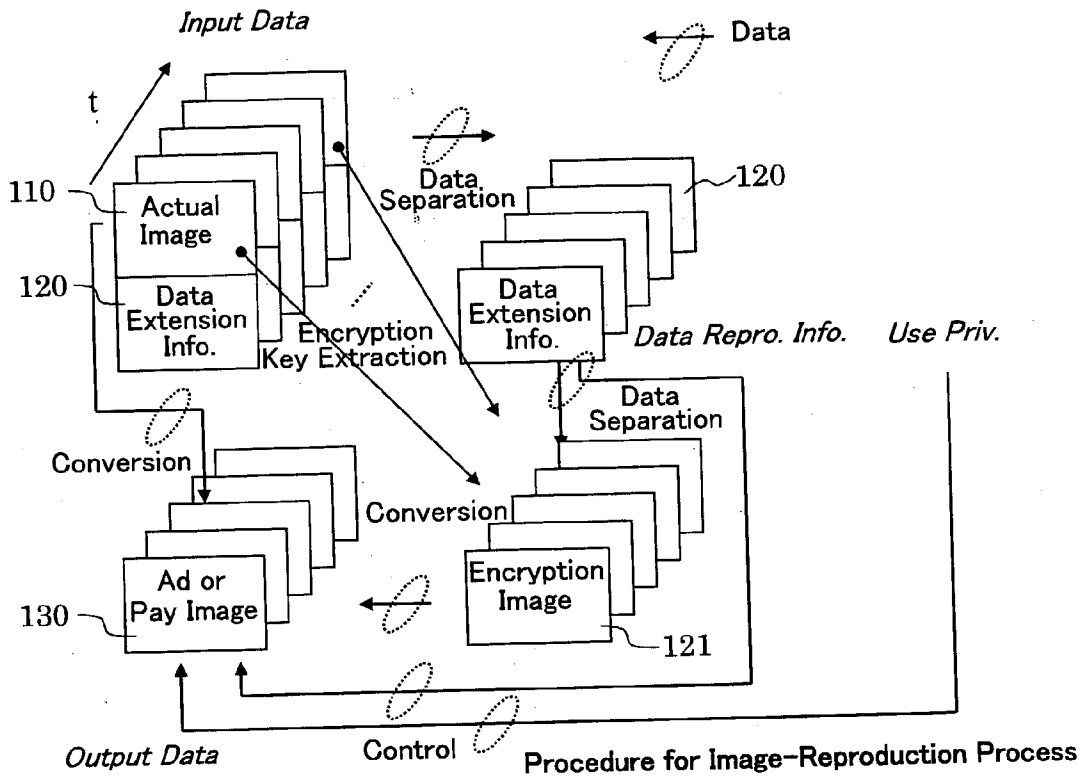 Input Data
Data
t
110
Actual
Image
120
Data
Extension
Info.
Data
Separation
120
Data
Extension
Info.
Encryption
Key Extraction
Data Repro. Info.
Use Priv.
Data
Separation
Conversion
Conversion
Ad or
Pay Image
130
Encryption
Image
121
Output Data
Control
Procedure for Image-Reproduction Process